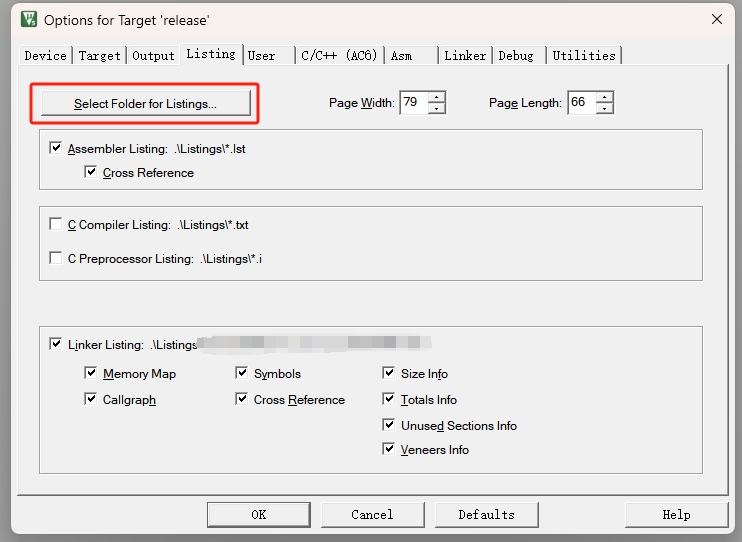 Options for Target 'release'
Device Target Output Listing User C/C++ (AC6) Asm Linker Debug Utilities
Select Folder for Listings... Page Width: 79 Page Length: 66
Assembler Listing: .\Listings\*.lst
Cross Reference
C Compiler Listing: .\Listings\*.txt
C Preprocessor Listing: .\Listings\*.i
Linker Listing: .\Listings
Memory Map Symbols Size Info
Callgraph Cross Reference Totals Info
Unused Sections Info
Veneers Info
OK Cancel Defaults Help